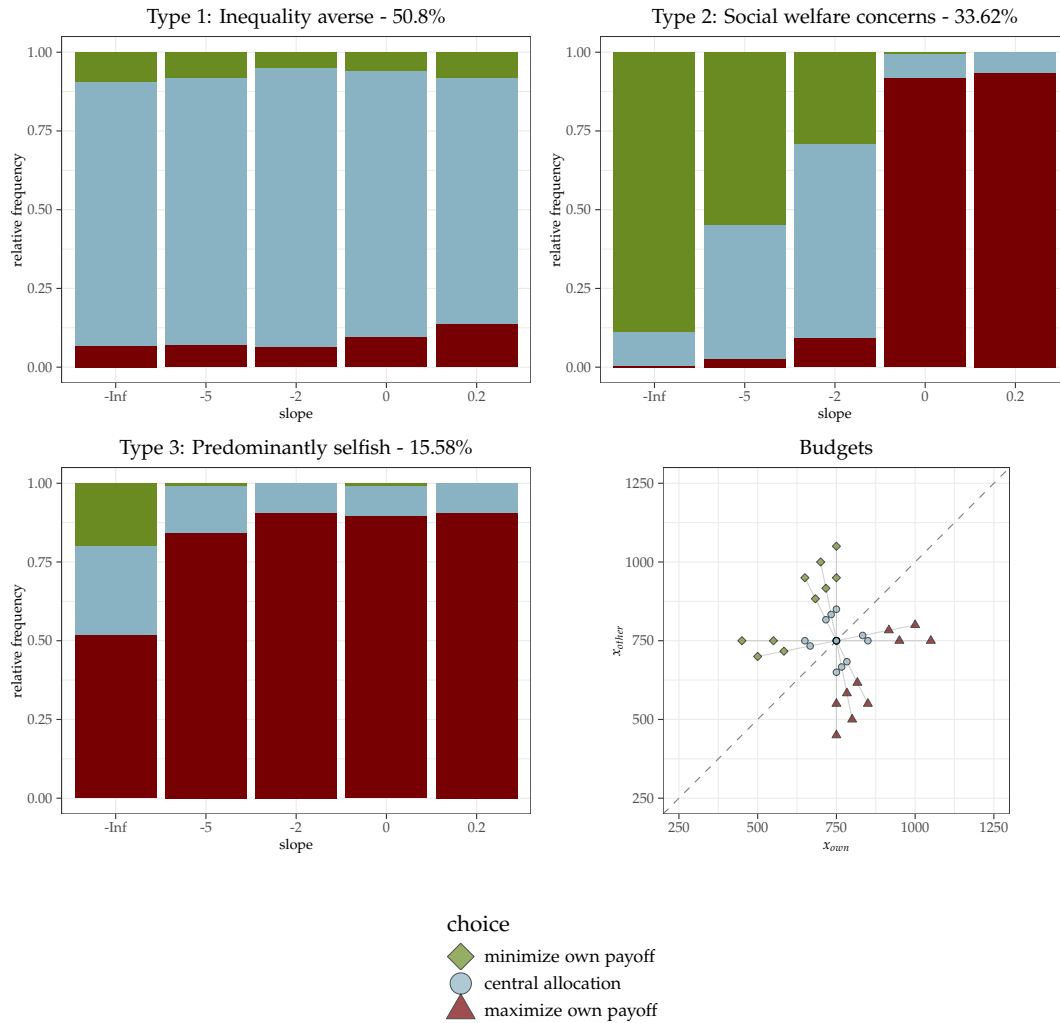 Type 1: Inequality averse - 50.8%
1.00
0.75
0.50
0.25
0.00
relative frequency
-Inf -5 -2 0 0.2
slope
Type 2: Social welfare concerns - 33.62%
1.00
0.75
0.50
0.25
0.00
relative frequency
-Inf -5 -2 0 0.2
slope
Type 3: Predominantly selfish - 15.58%
1.00
0.75
0.50
0.25
0.00
relative frequency
-Inf -5 -2 0 0.2
slope
Budgets
1250
1000
750
500
250
x_other
250 500 750 1000 1250
x_own
choice
minimize own payoff
central allocation
maximize own payoff